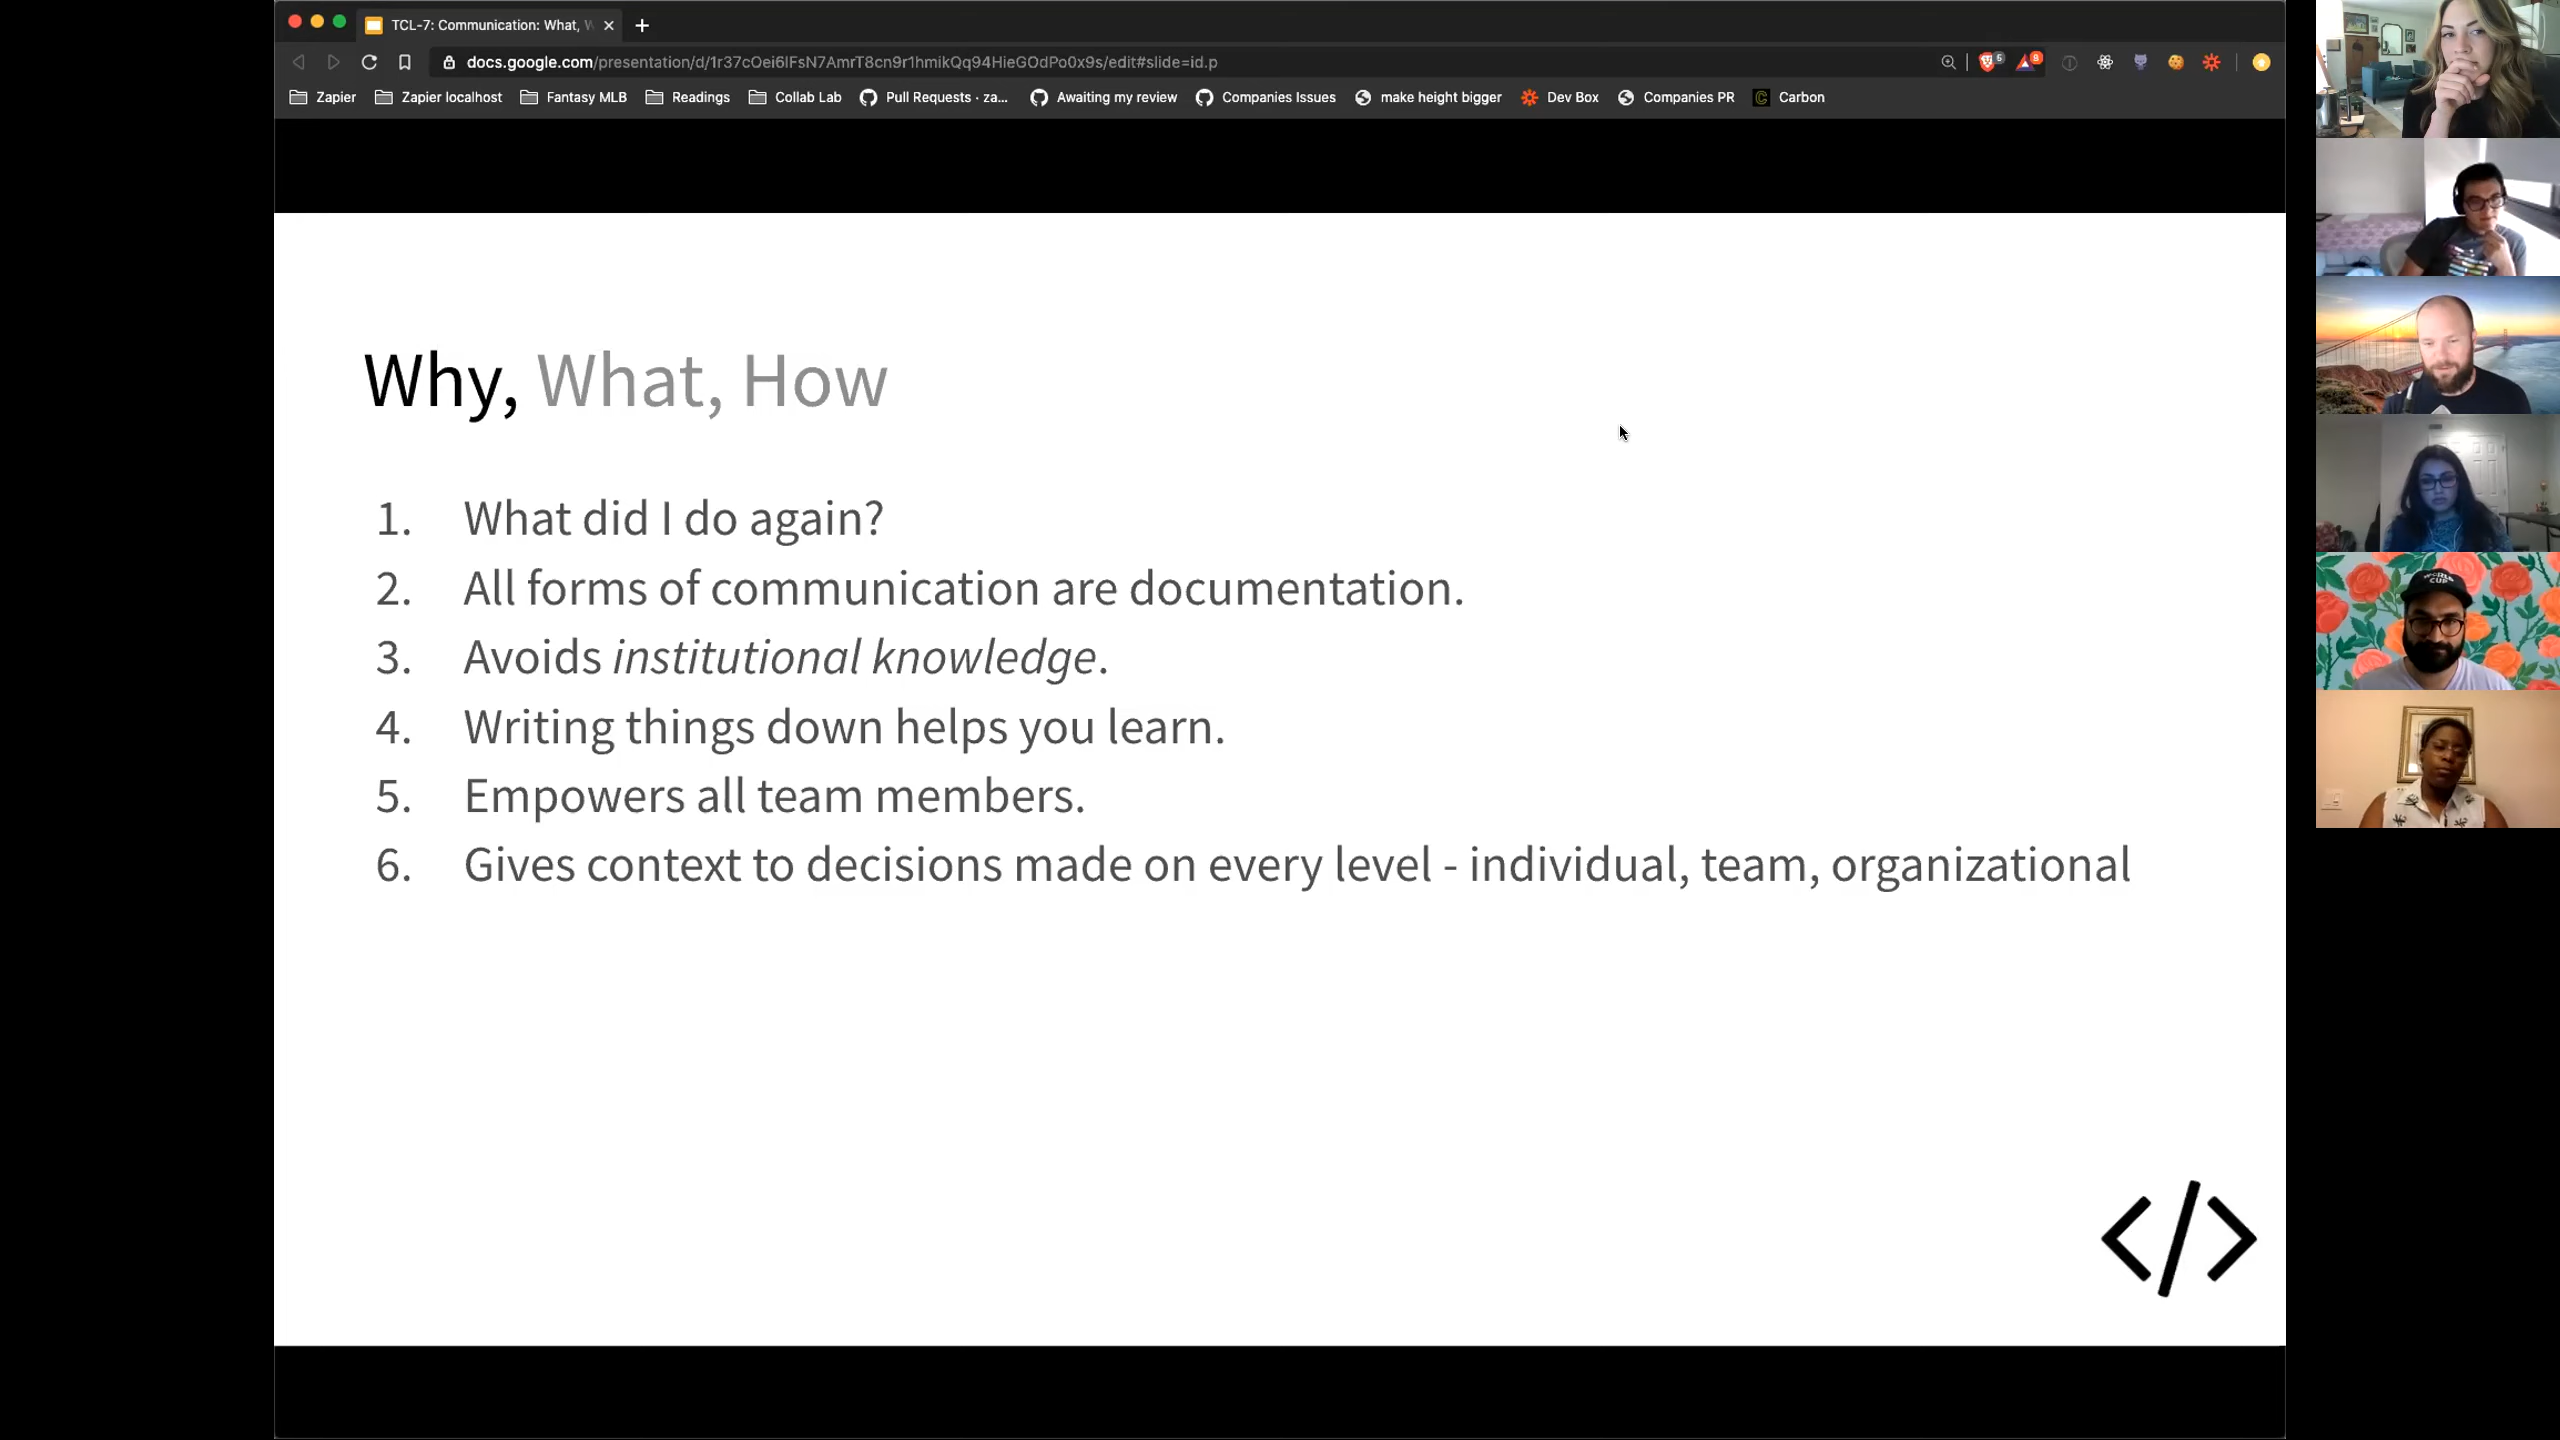 TCL-7: Communication: What, W
docs.google.com/presentation/d/1r37cOei6lFsN7AmrT8cn9r1hmikQq94HieGOdPo0x9s/edit#slide=id.p
5
8
Zapier
Zapier localhost
Fantasy MLB
Readings
Collab Lab
Pull Requests · za...
Awaiting my review
Companies Issues
make height bigger
Dev Box
Companies PR
Carbon
Why, What, How
1. What did I do again?
2. All forms of communication are documentation.
3. Avoids institutional knowledge.
4. Writing things down helps you learn.
5. Empowers all team members.
6. Gives context to decisions made on every level - individual, team, organizational
</>
WORLD
CUP